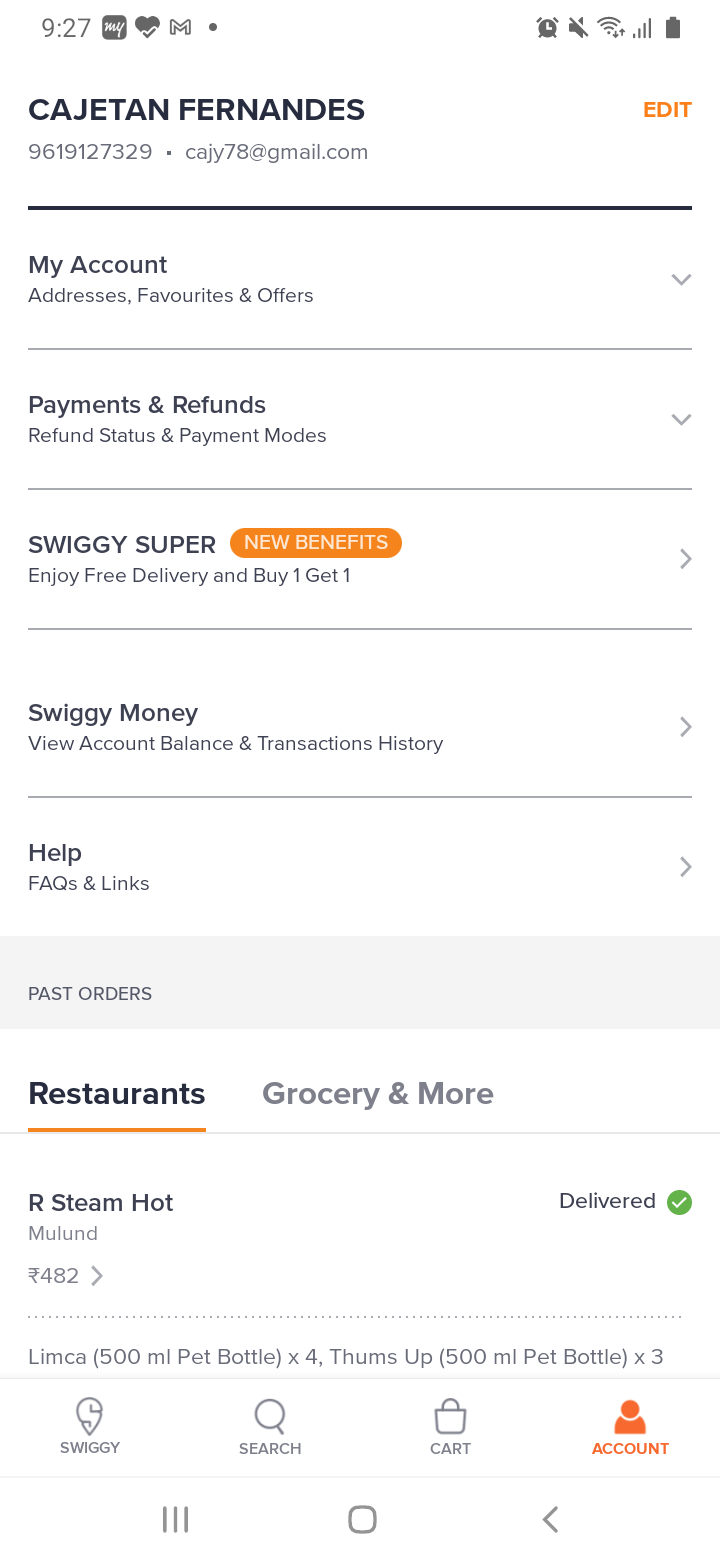 9:27 my
CAJETAN FERNANDES
EDIT
9619127329 • cajy78@gmail.com
My Account
Addresses, Favourites & Offers
Payments & Refunds
Refund Status & Payment Modes
SWIGGY SUPER NEW BENEFITS
Enjoy Free Delivery and Buy 1 Get 1
Swiggy Money
View Account Balance & Transactions History
Help
FAQs & Links
PAST ORDERS
Restaurants Grocery & More
R Steam Hot Delivered
Mulund
₹482
Limca (500 ml Pet Bottle) x 4, Thums Up (500 ml Pet Bottle) x 3
SWIGGY SEARCH CART ACCOUNT